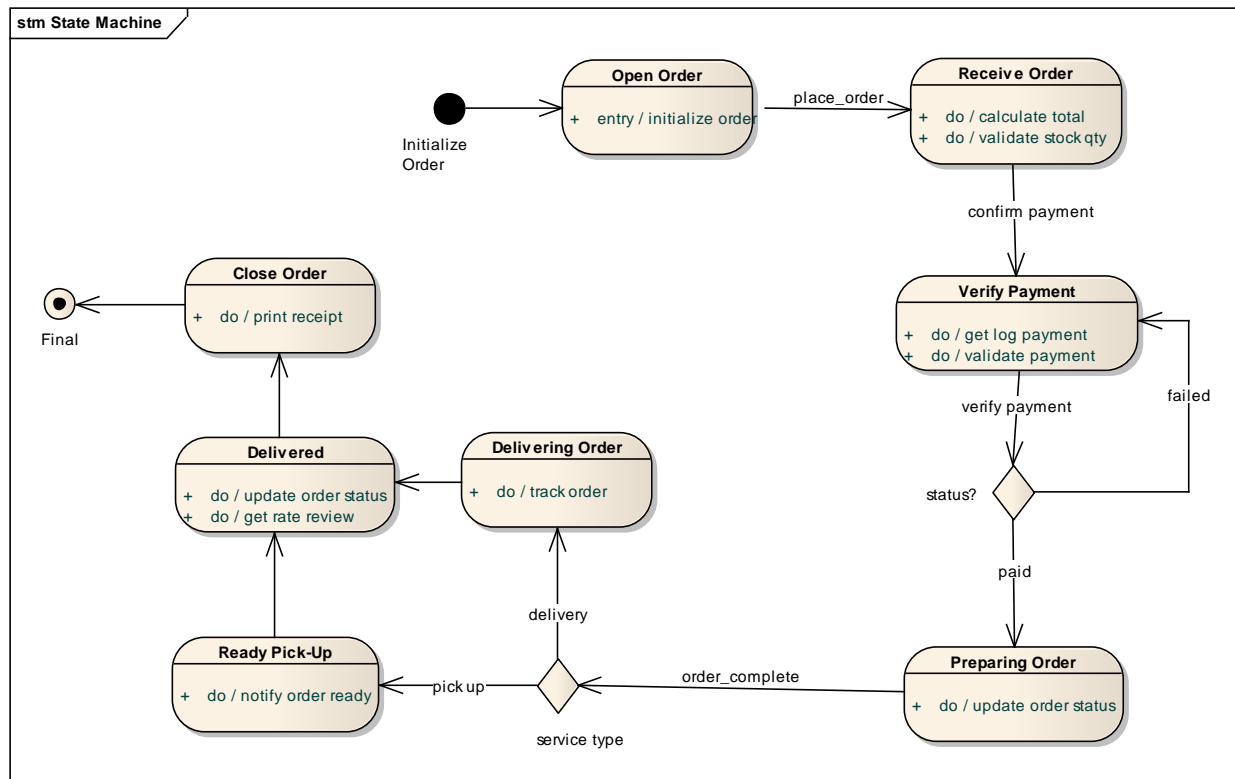 stm State Machine
Initialize
Order
Open Order
+ entry / initialize order
place_order
Receive Order
+ do / calculate total
+ do / validate stock qty
confirm payment
Verify Payment
+ do / get log payment
+ do / validate payment
verify payment
failed
status?
paid
Preparing Order
+ do / update order status
order_complete
service type
delivery
pick up
Delivering Order
+ do / track order
Ready Pick-Up
+ do / notify order ready
Delivered
+ do / update order status
+ do / get rate review
Close Order
+ do / print receipt
Final